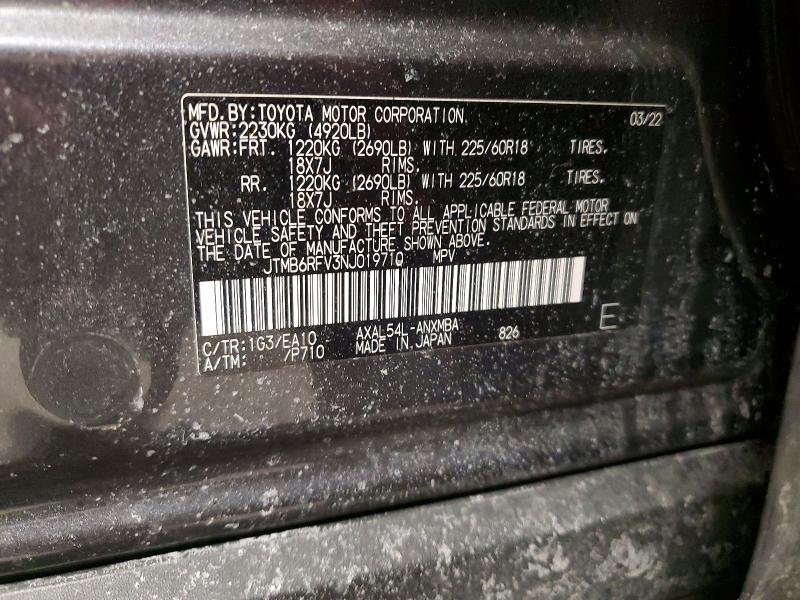 MFD.BY:TOYOTA MOTOR CORPORATION 03/22
GVWR:2230KG (4920LB)
GAWR:FRT. 1220KG (2690LB) WITH 225/60R18 TIRES.
18X7J RIMS.
RR. 1220KG (2690LB) WITH 225/60R18 TIRES.
18X7J RIMS.
THIS VEHICLE CONFORMS TO ALL APPLICABLE FEDERAL MOTOR
VEHICLE SAFETY AND THEFT PREVENTION STANDARDS IN EFFECT ON
THE DATE OF MANUFACTURE SHOWN ABOVE.
JTMB6RFV3NJ019710 MPV
C/TR:1G3/EA10 AXAL54L-ANXMBA 826 E
A/TM: /P710 MADE IN JAPAN